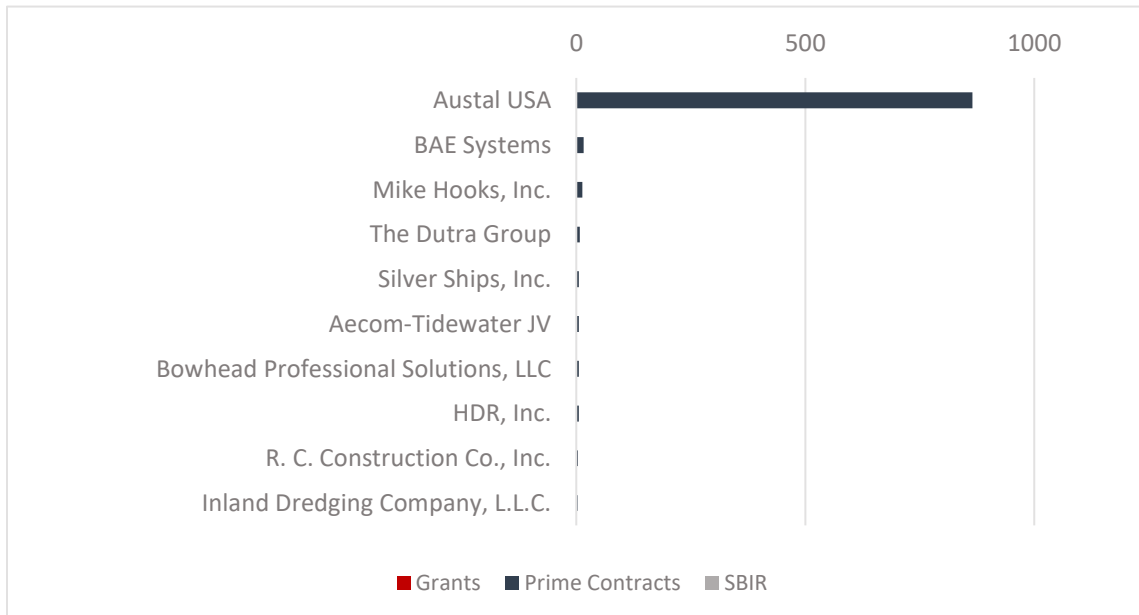 0 500 1000
Austal USA
BAE Systems
Mike Hooks, Inc.
The Dutra Group
Silver Ships, Inc.
Aecom-Tidewater JV
Bowhead Professional Solutions, LLC
HDR, Inc.
R. C. Construction Co., Inc.
Inland Dredging Company, L.L.C.
Grants Prime Contracts SBIR